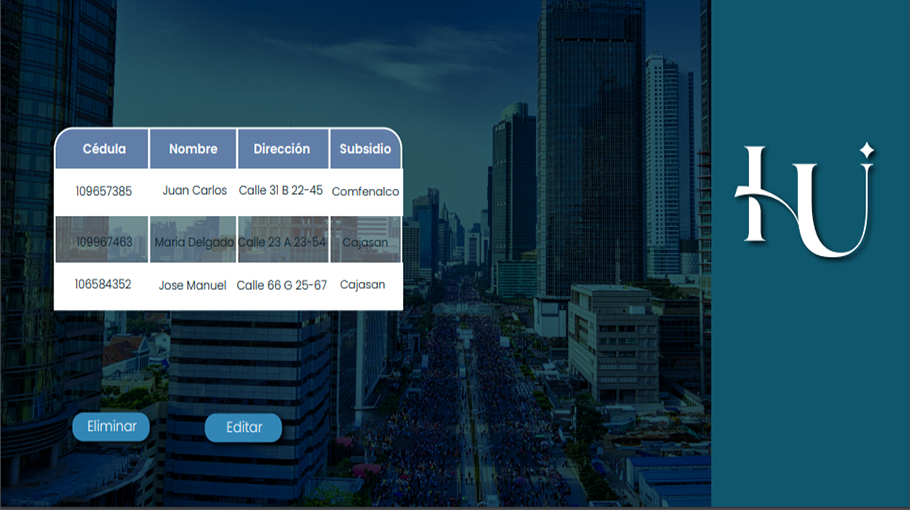 Cédula Nombre Dirección Subsidio
109657385 Juan Carlos Calle 31 B 22-45 Comfenalco
109967463 Maria Delgado Calle 23 A 23-54 Cajasan
106584352 Jose Manuel Calle 66 G 25-67 Cajasan
Eliminar Editar
HU